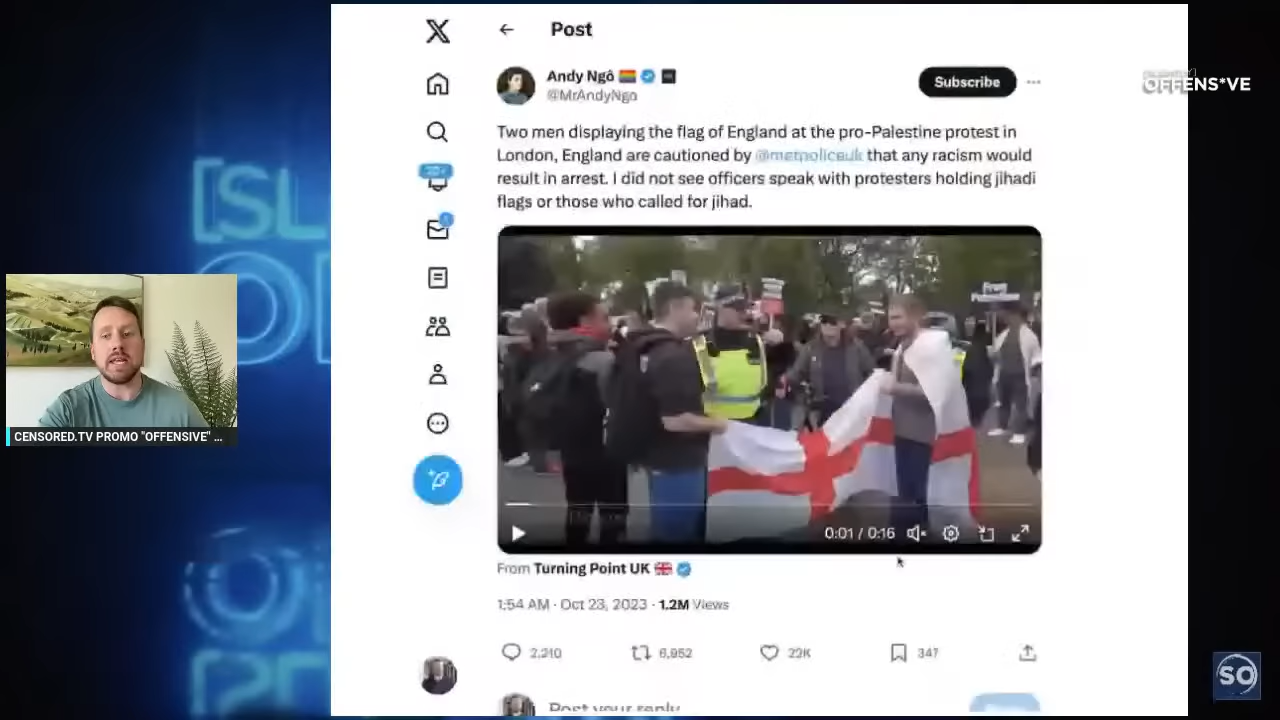 Post
Andy Ngô
@MrAndyNgo
Subscribe
OFFENS*VE
Two men displaying the flag of England at the pro-Palestine protest in
London, England are cautioned by @metpoliceuk that any racism would
result in arrest. I did not see officers speak with protesters holding jihadi
flags or those who called for jihad.
[SL
Free
Palestine
CENSORED.TV PROMO "OFFENSIVE" ...
0:01 / 0:16
From Turning Point UK
1:54 AM · Oct 23, 2023 · 1.2M Views
6,952
22K
347
SO
Post your reply